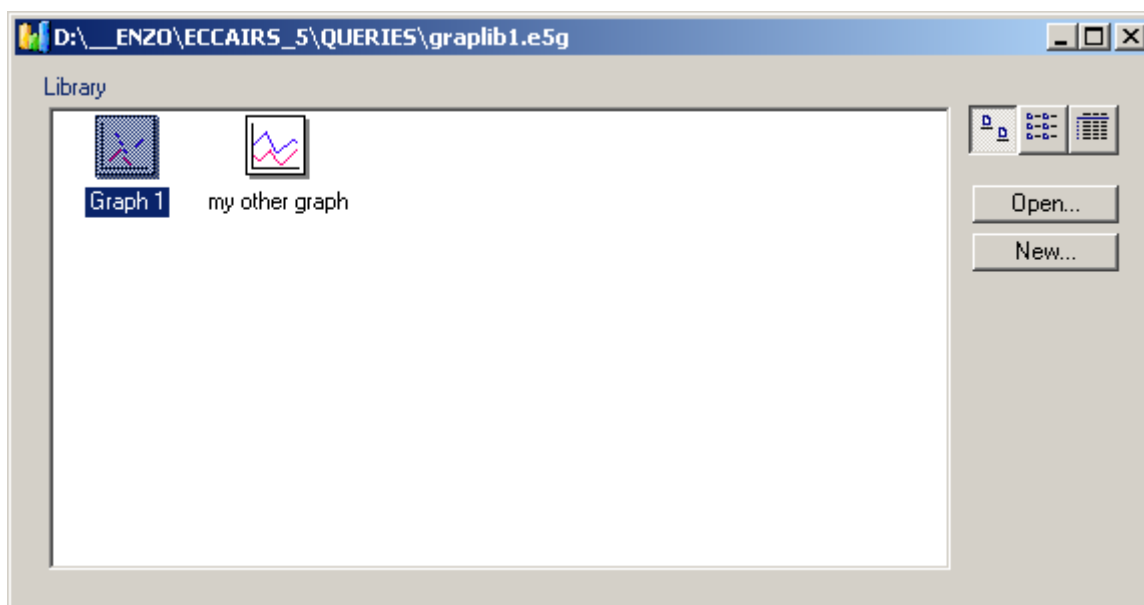 D:\__ENZO\ECCAIRS_5\QUERIES\graplib1.e5g
Library
Graph 1
my other graph
Open...
New...